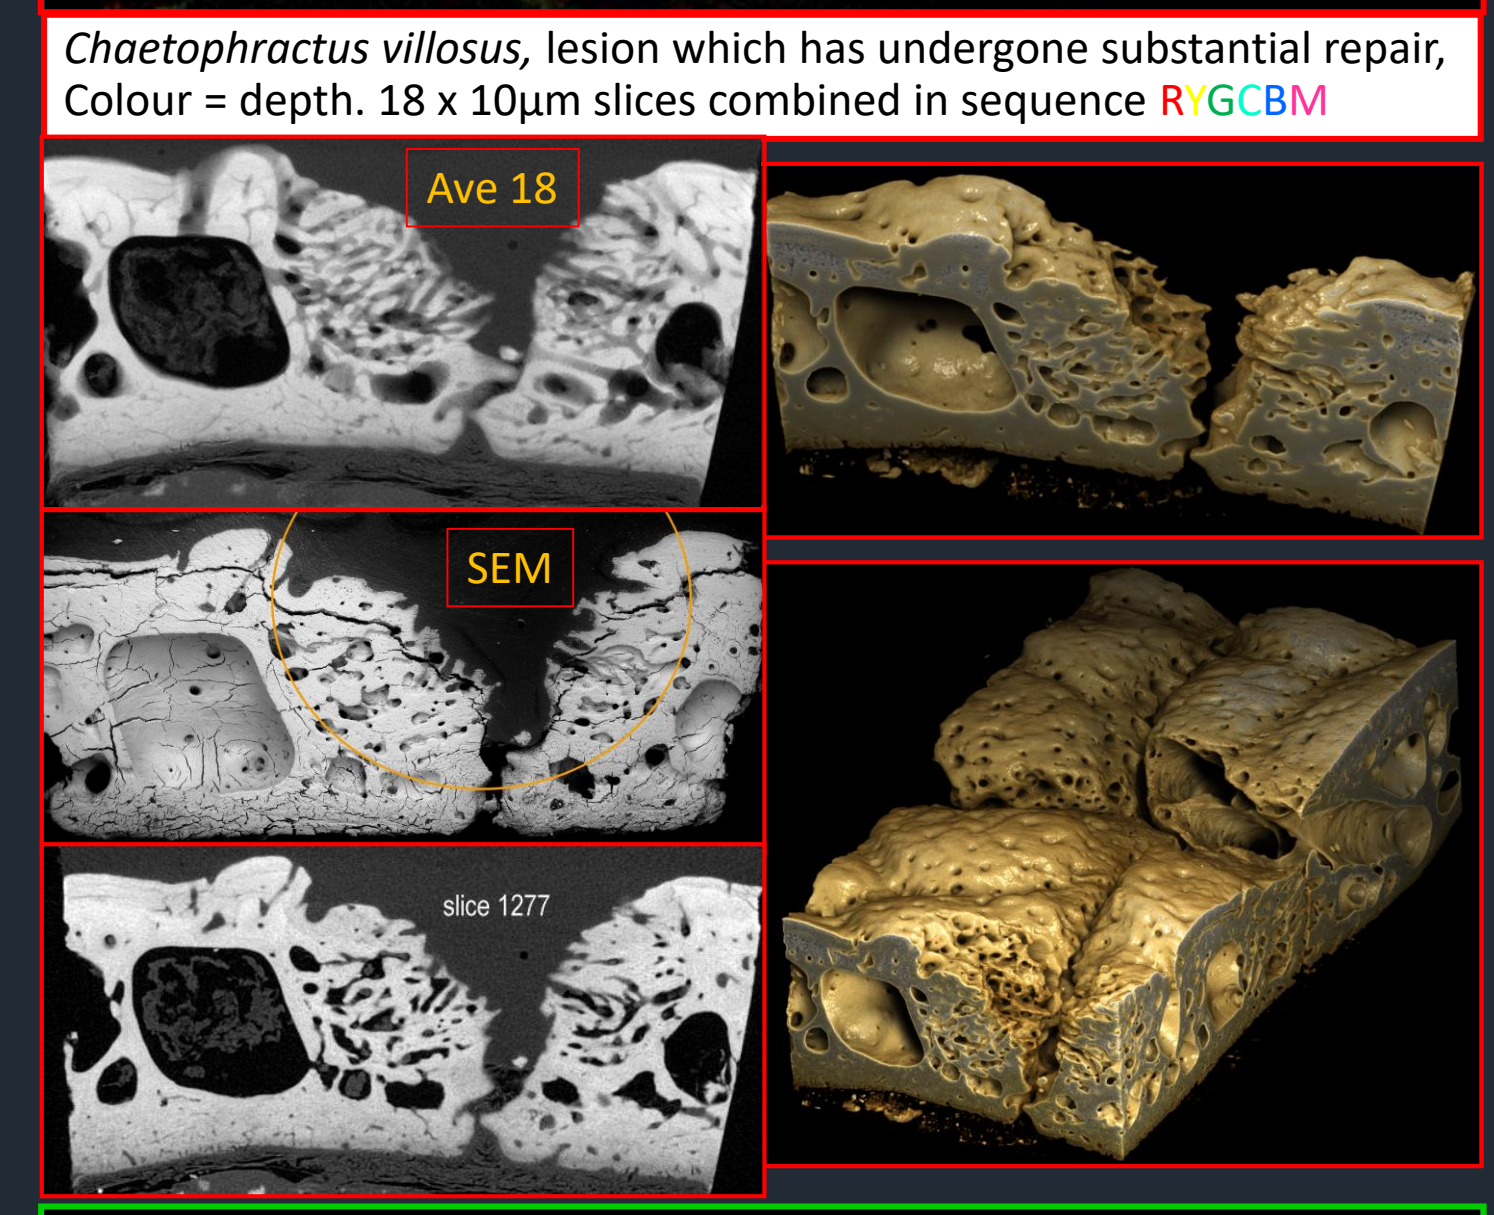 Chaetophractus villosus, lesion which has undergone substantial repair,
Colour = depth. 18 x 10µm slices combined in sequence RYGCBM
Ave 18
SEM
slice 1277